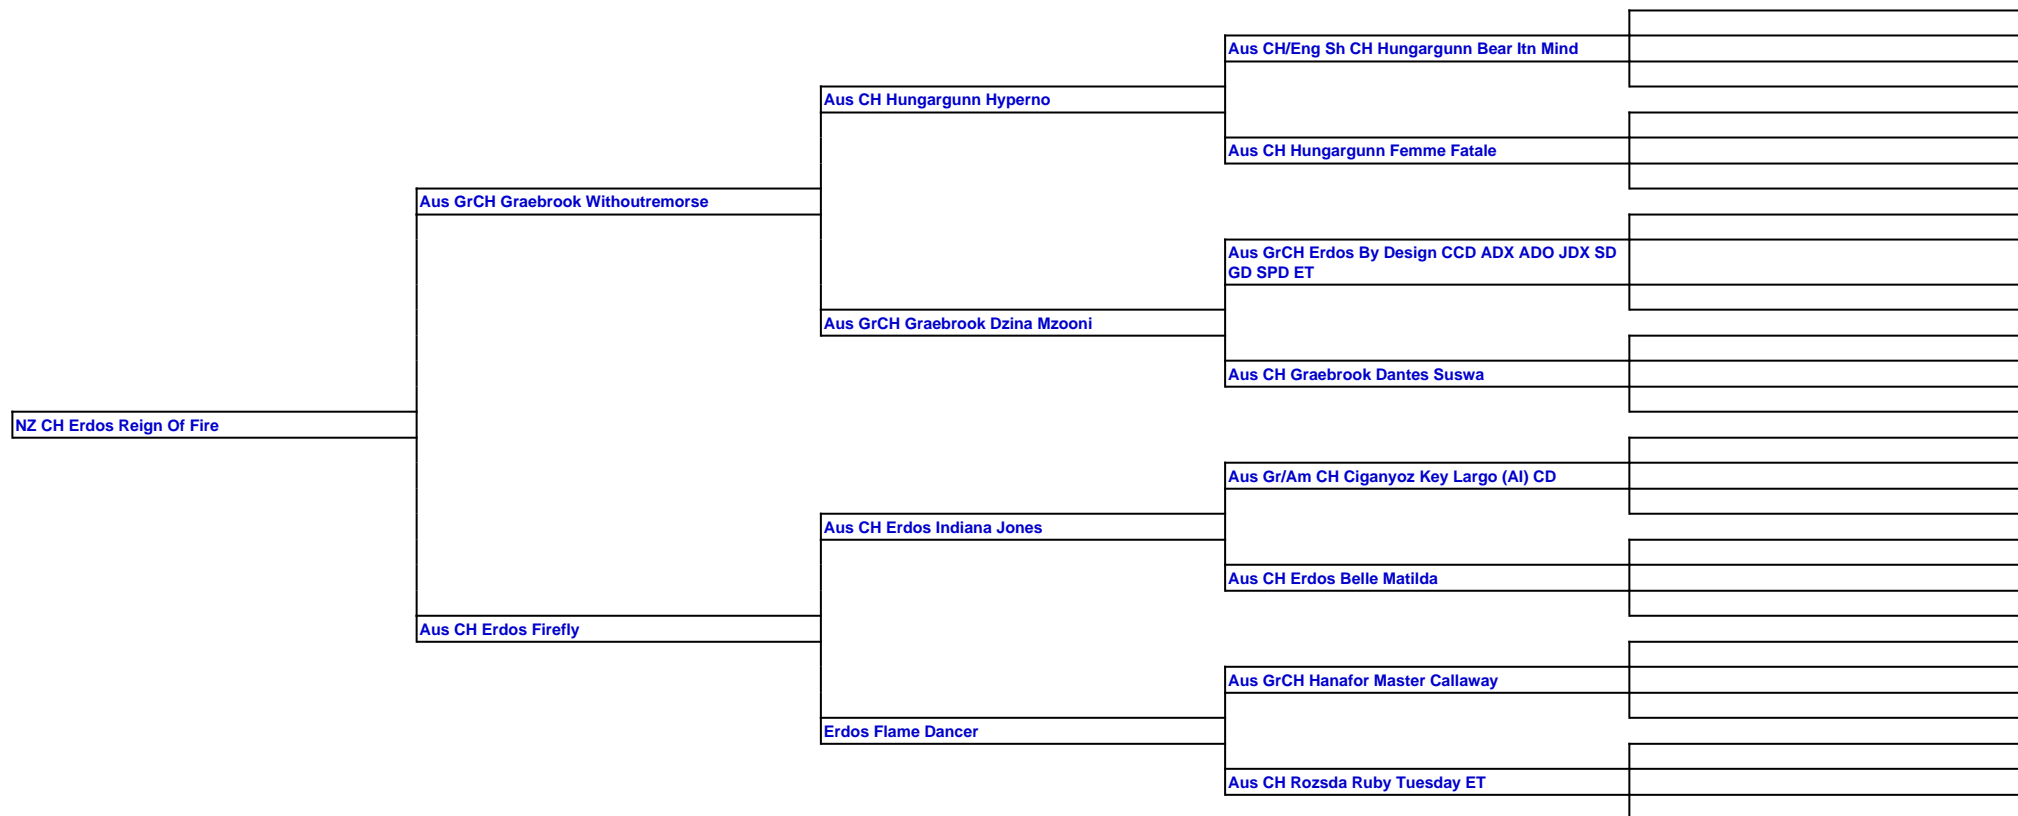 Aus CH/Eng Sh CH Hungargunn Bear Itn Mind
Aus CH Hungargunn Hyperno
Aus CH Hungargunn Femme Fatale
Aus GrCH Graebrook Withoutremorse
Aus GrCH Erdos By Design CCD ADX ADO JDX SD
GD SPD ET
Aus GrCH Graebrook Dzina Mzooni
Aus CH Graebrook Dantes Suswa
NZ CH Erdos Reign Of Fire
Aus Gr/Am CH Ciganyoz Key Largo (AI) CD
Aus CH Erdos Indiana Jones
Aus CH Erdos Belle Matilda
Aus CH Erdos Firefly
Aus GrCH Hanafor Master Callaway
Erdos Flame Dancer
Aus CH Rozsda Ruby Tuesday ET